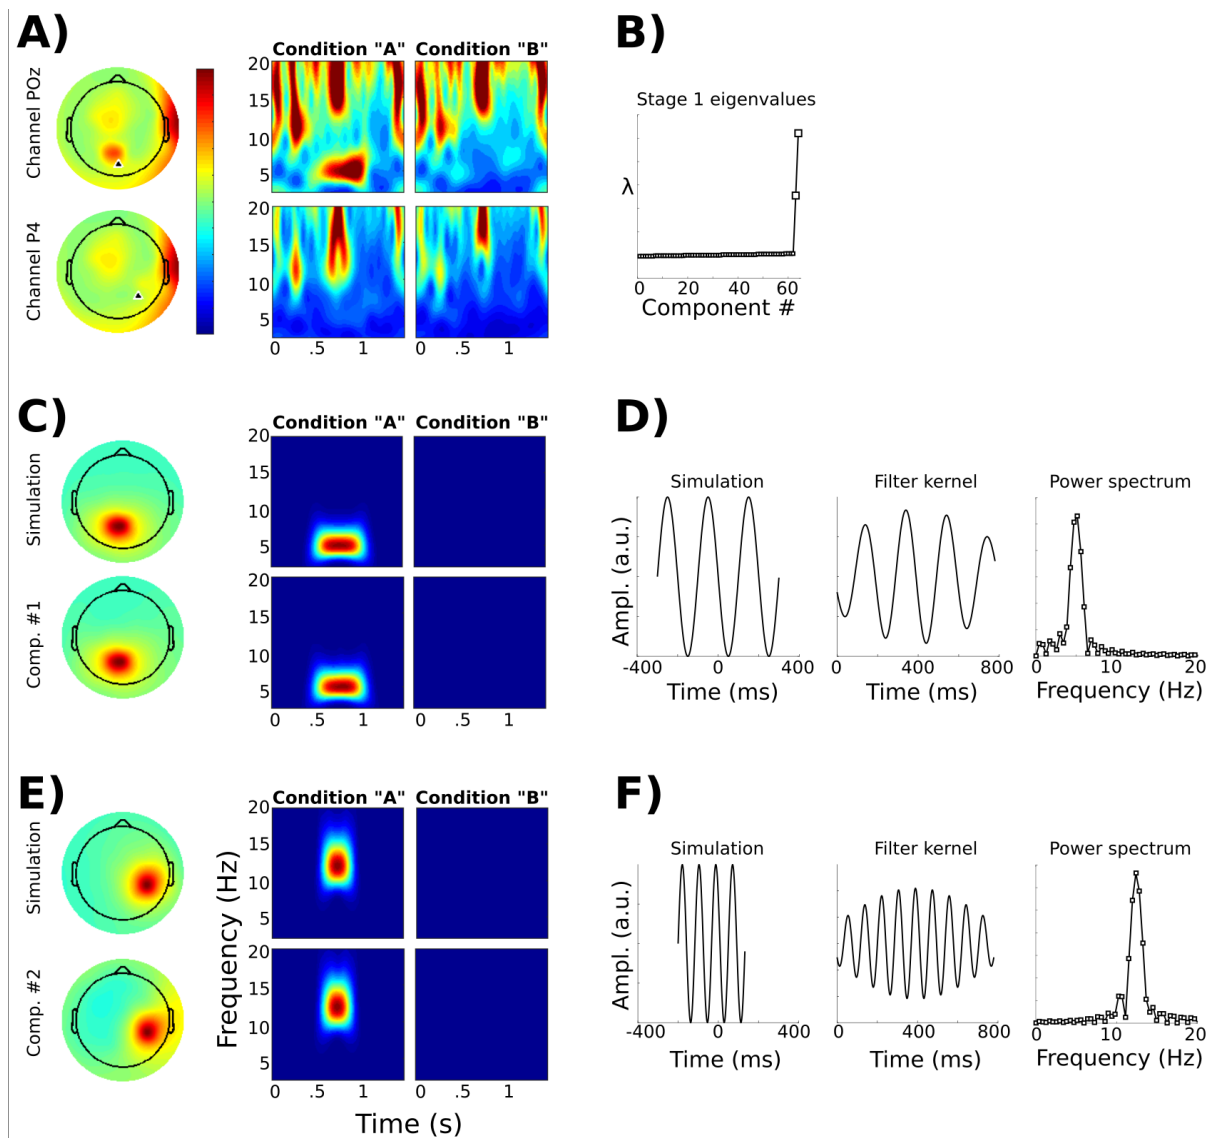 A)
Channel POz
Channel P4
Condition "A"
Condition "B"
20
15
10
5
20
15
10
5
0 .5 1
0 .5 1
B)
Stage 1 eigenvalues
λ
0 20 40 60
Component #
C)
Simulation
Comp. #1
Condition "A"
Condition "B"
20
15
10
5
20
15
10
5
0 .5 1
0 .5 1
D)
Simulation
Filter kernel
Power spectrum
Ampl. (a.u.)
-400 0 400
0 400 800
0 10 20
Time (ms)
Time (ms)
Frequency (Hz)
E)
Simulation
Comp. #2
Condition "A"
Condition "B"
Frequency (Hz)
20
15
10
5
20
15
10
5
0 .5 1
0 .5 1
Time (s)
F)
Simulation
Filter kernel
Power spectrum
Ampl. (a.u.)
-400 0 400
0 400 800
0 10 20
Time (ms)
Time (ms)
Frequency (Hz)